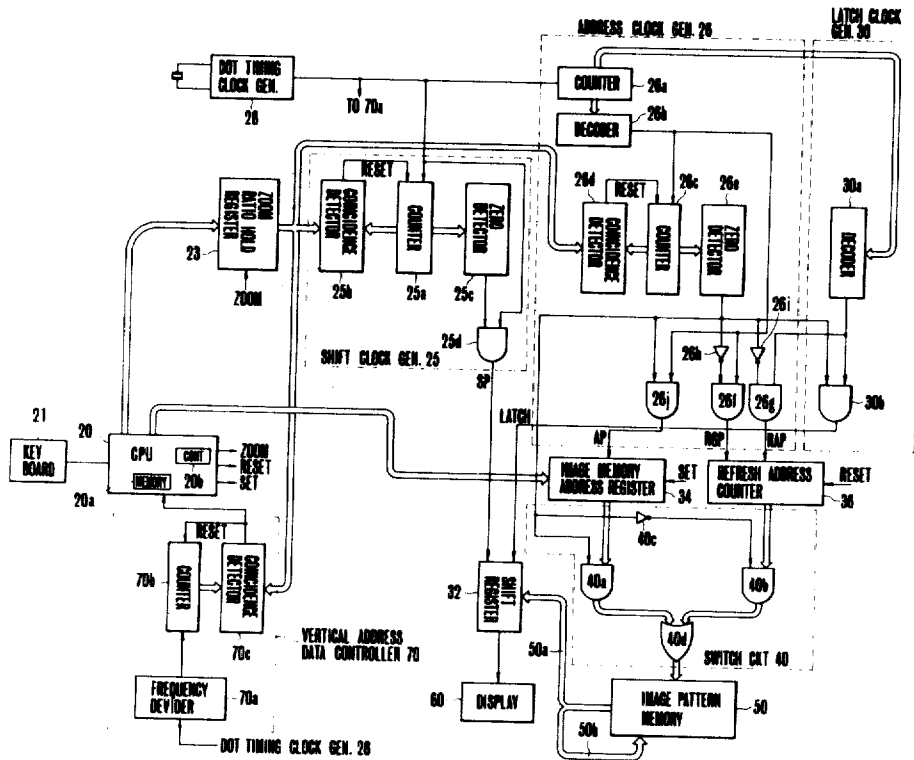 ADDRESS CLOCK GEN. 26
LATCH CLOCK
GEN. 30
DOT TIMING
CLOCK GEN.
26
TO 70a
COUNTER
26a
DECODER
26b
ZOOM
RATIO HOLD
REGISTER
23
ZOOM
RESET
COINCIDENCE
DETECTOR
25b
COUNTER
25a
ZERO
DETECTOR
25c
25d
SHIFT CLOCK GEN. 25
SP
26d
RESET
COINCIDENCE
DETECTOR
26c
COUNTER
26e
ZERO
DETECTOR
30a
DECODER
26h
26i
26j
26f
26g
30b
LATCH
AP
RGP
RAP
21
KEY
BOARD
20
CPU
CONT
20b
MEMORY
20a
ZOOM
RESET
SET
IMAGE MEMORY
ADDRESS REGISTER
SET
34
REFRESH ADDRESS
COUNTER
RESET
36
RESET
70b
COUNTER
COINCIDENCE
DETECTOR
70c
VERTICAL ADDRESS
DATA CONTROLLER 70
FREQUENCY
DEVIDER
70a
DOT TIMING CLOCK GEN. 26
32
SHIFT
REGISTER
50a
60
DISPLAY
40c
40a
40b
40d
SWITCH CKT 40
IMAGE PATTERN
MEMORY
50
50b